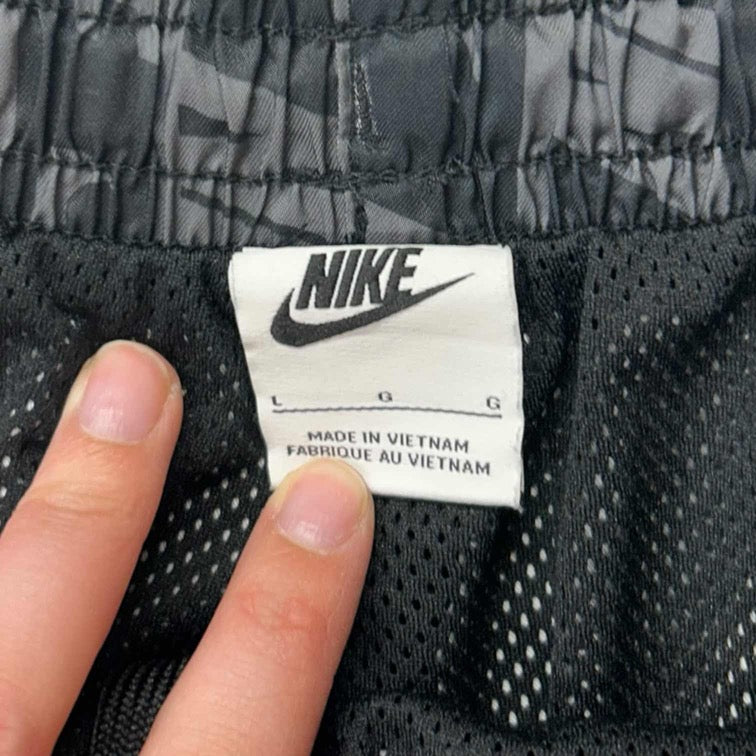 NIKE
L G G
MADE IN VIETNAM
FABRIQUE AU VIETNAM